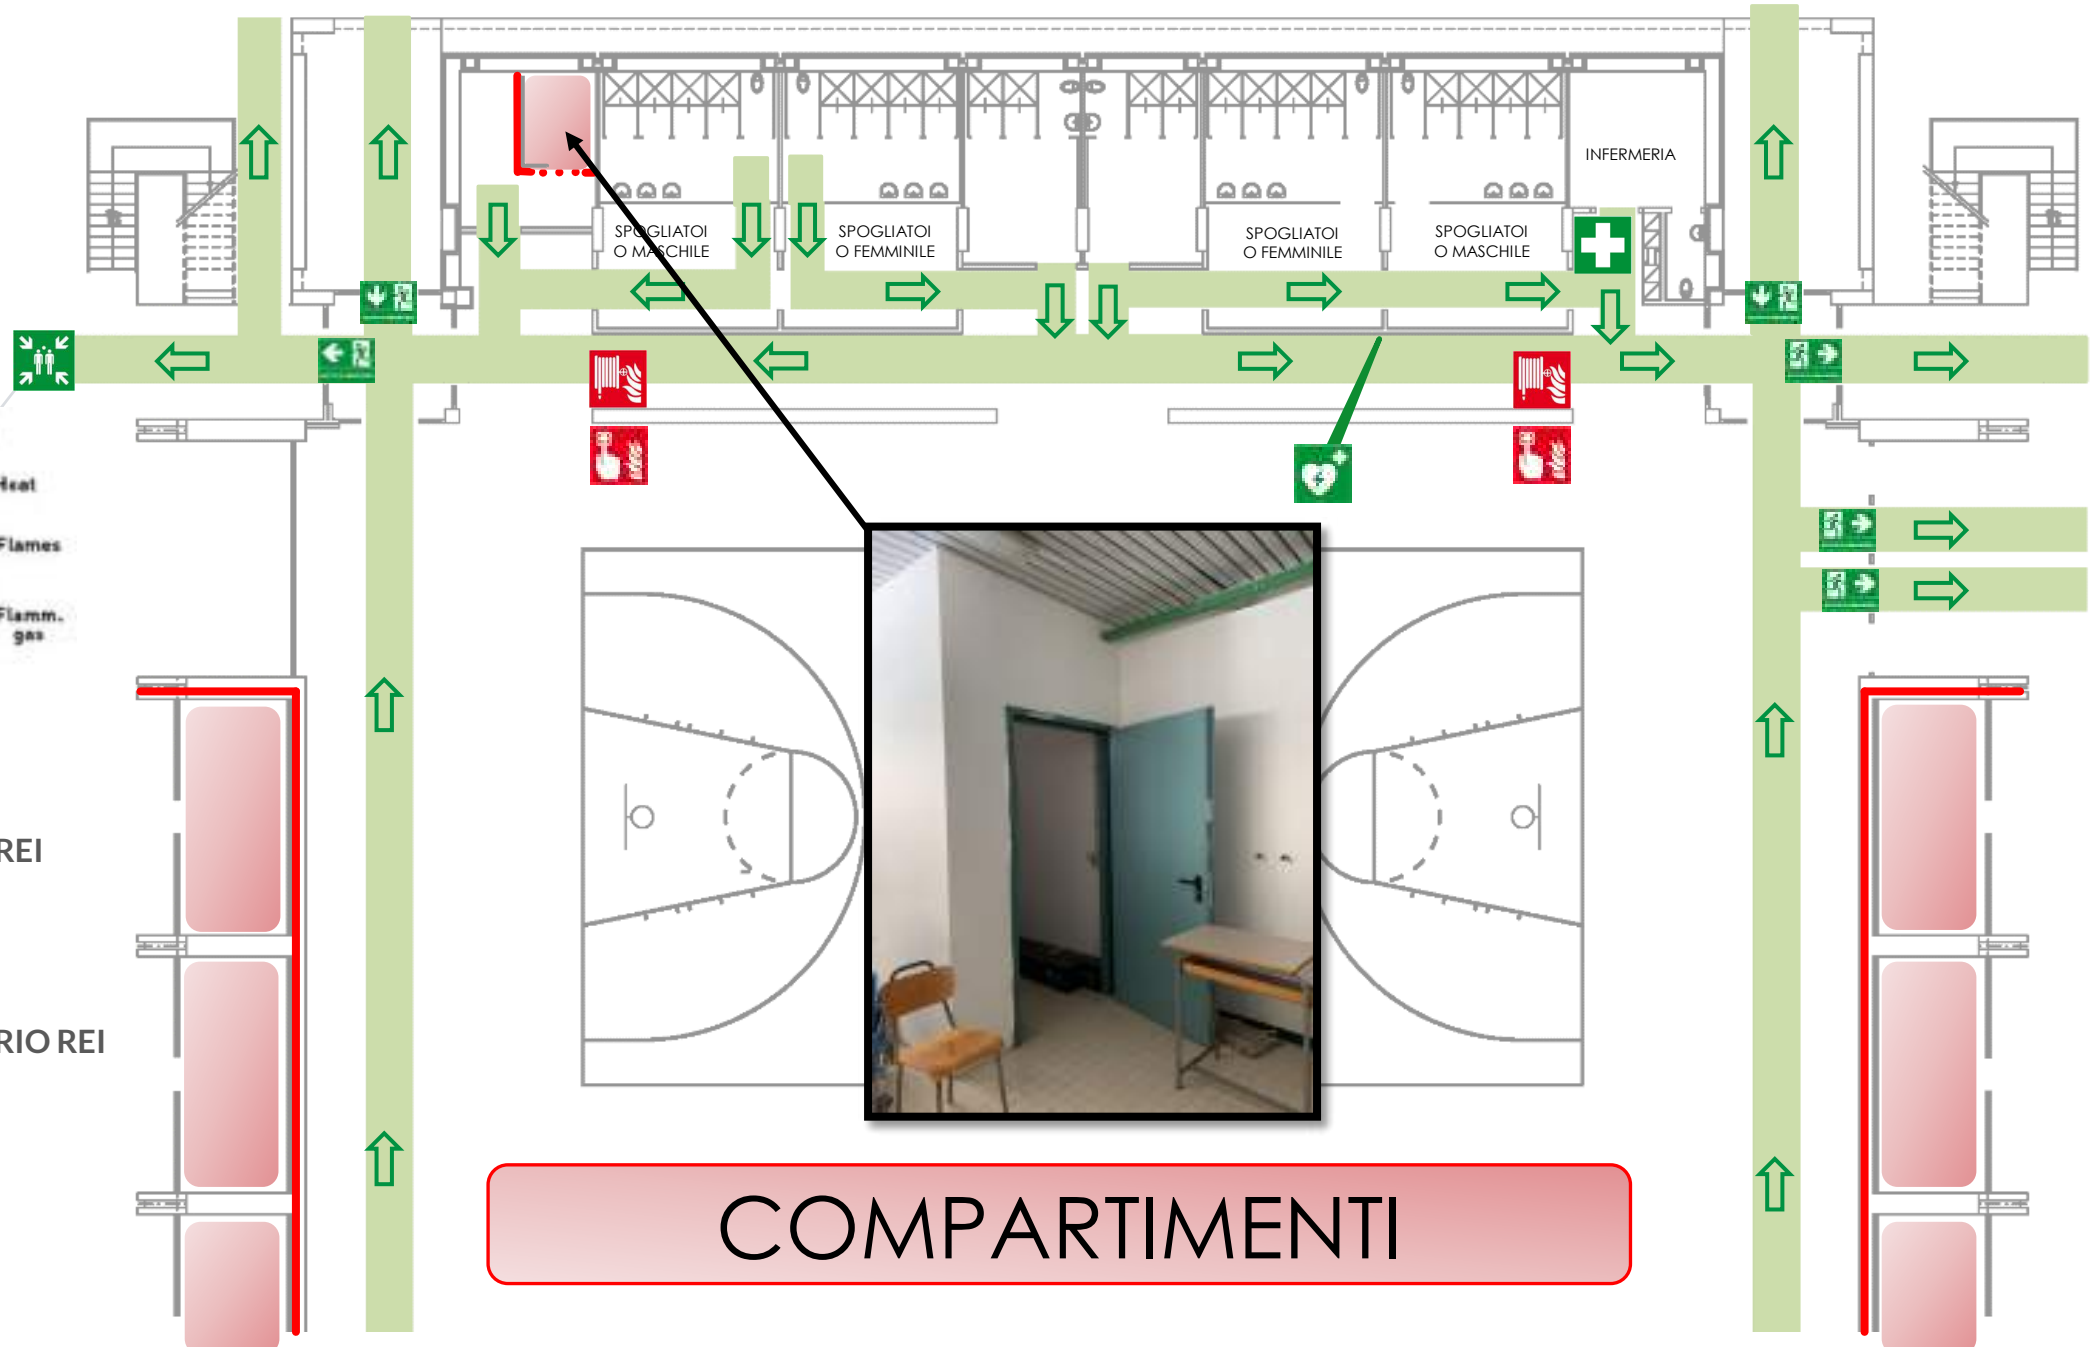 INFERMERIA
SPOGLIATOI
O MASCHILE
SPOGLIATOI
O FEMMINILE
SPOGLIATOI
O FEMMINILE
SPOGLIATOI
O MASCHILE
Heat
Flames
Flamm.
gas
REI
RIO REI
COMPARTIMENTI